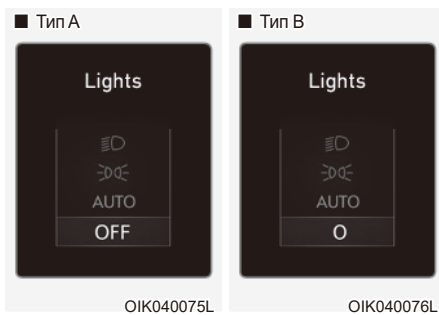 ■ Тип A
■ Тип B
Lights
Lights
AUTO
AUTO
OFF
O
OIK040075L
OIK040076L